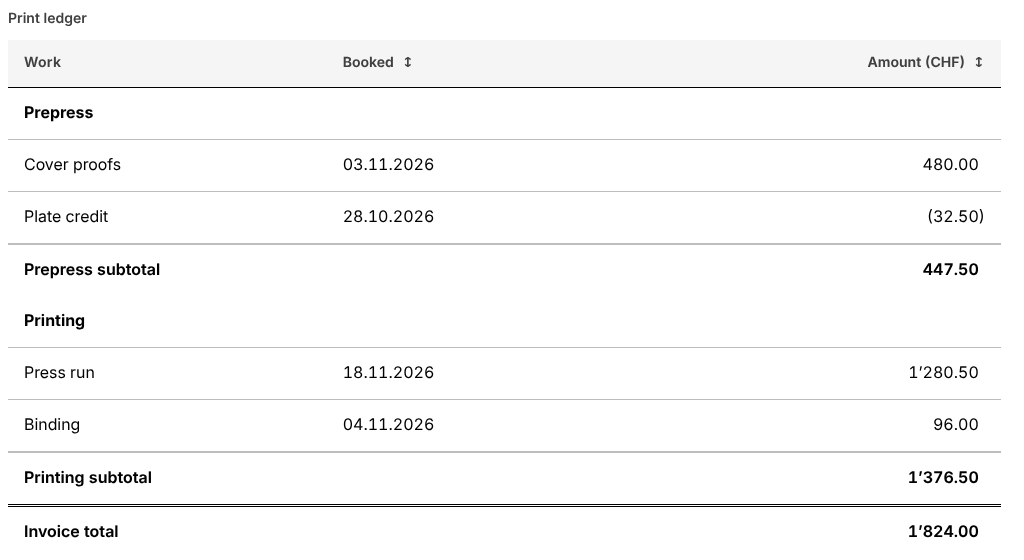 Print ledger
Work Booked ↕ Amount (CHF) ↕
Prepress
Cover proofs 03.11.2026 480.00
Plate credit 28.10.2026 (32.50)
Prepress subtotal 447.50
Printing
Press run 18.11.2026 1’280.50
Binding 04.11.2026 96.00
Printing subtotal 1’376.50
Invoice total 1’824.00